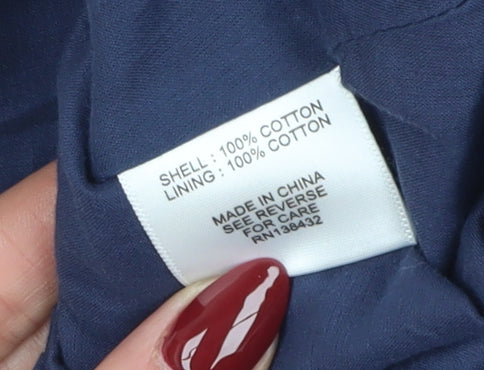 SHELL : 100% COTTON
LINING : 100% COTTON
MADE IN CHINA
SEE REVERSE
FOR CARE
RN138432